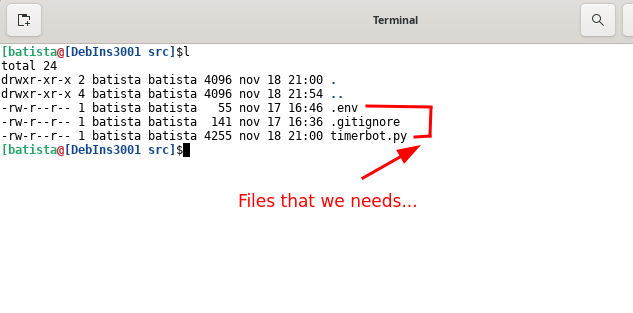 Terminal
[batista@[DebIns3001 src]$l
total 24
drwxr-xr-x 2 batista batista 4096 nov 18 21:00 .
drwxr-xr-x 4 batista batista 4096 nov 18 21:54 ..
-rw-r--r-- 1 batista batista   55 nov 17 16:46 .env
-rw-r--r-- 1 batista batista  141 nov 17 16:36 .gitignore
-rw-r--r-- 1 batista batista 4255 nov 18 21:00 timerbot.py
[batista@[DebIns3001 src]$
Files that we needs...